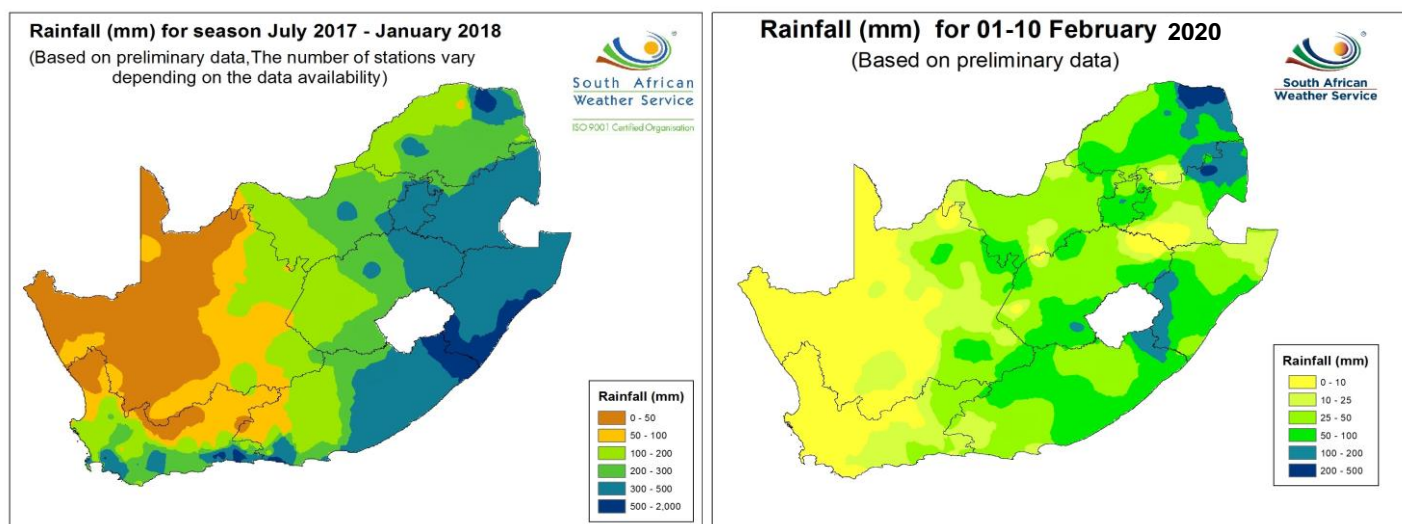 Rainfall (mm) for season July 2017 - January 2018
(Based on preliminary data,The number of stations vary
depending on the data availability)
South African
Weather Service
ISO 9001 Certified Organisation
Rainfall (mm)
0 - 50
50 - 100
100 - 200
200 - 300
300 - 500
500 - 2,000
Rainfall (mm) for 01-10 February 2020
(Based on preliminary data)
®
South African
Weather Service
Rainfall (mm)
0 - 10
10 - 25
25 - 50
50 - 100
100 - 200
200 - 500